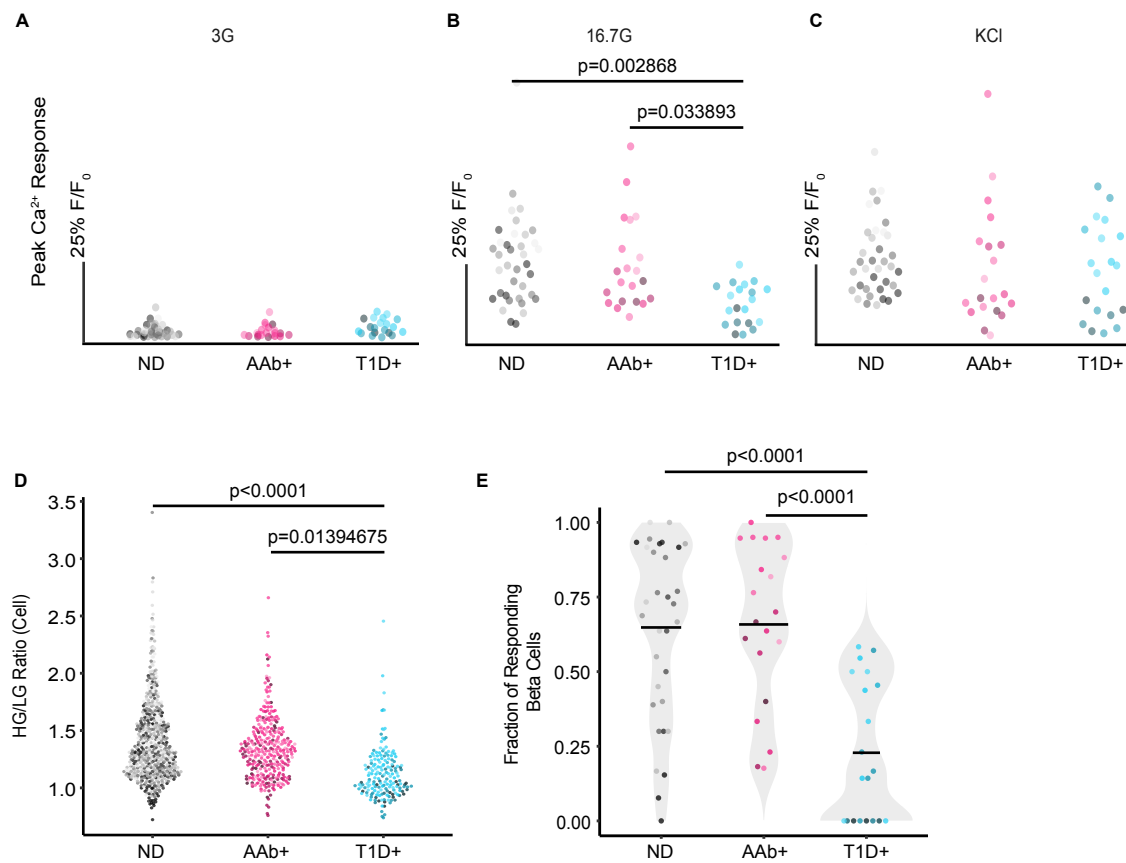 A
3G
Peak Ca²⁺ Response
25% F/F₀
ND
AAb+
T1D+
B
16.7G
p=0.002868
p=0.033893
25% F/F₀
ND
AAb+
T1D+
C
KCl
25% F/F₀
ND
AAb+
T1D+
D
p<0.0001
p=0.01394675
HG/LG Ratio (Cell)
3.5
3.0
2.5
2.0
1.5
1.0
ND
AAb+
T1D+
E
p<0.0001
p<0.0001
Fraction of Responding
Beta Cells
1.00
0.75
0.50
0.25
0.00
ND
AAb+
T1D+